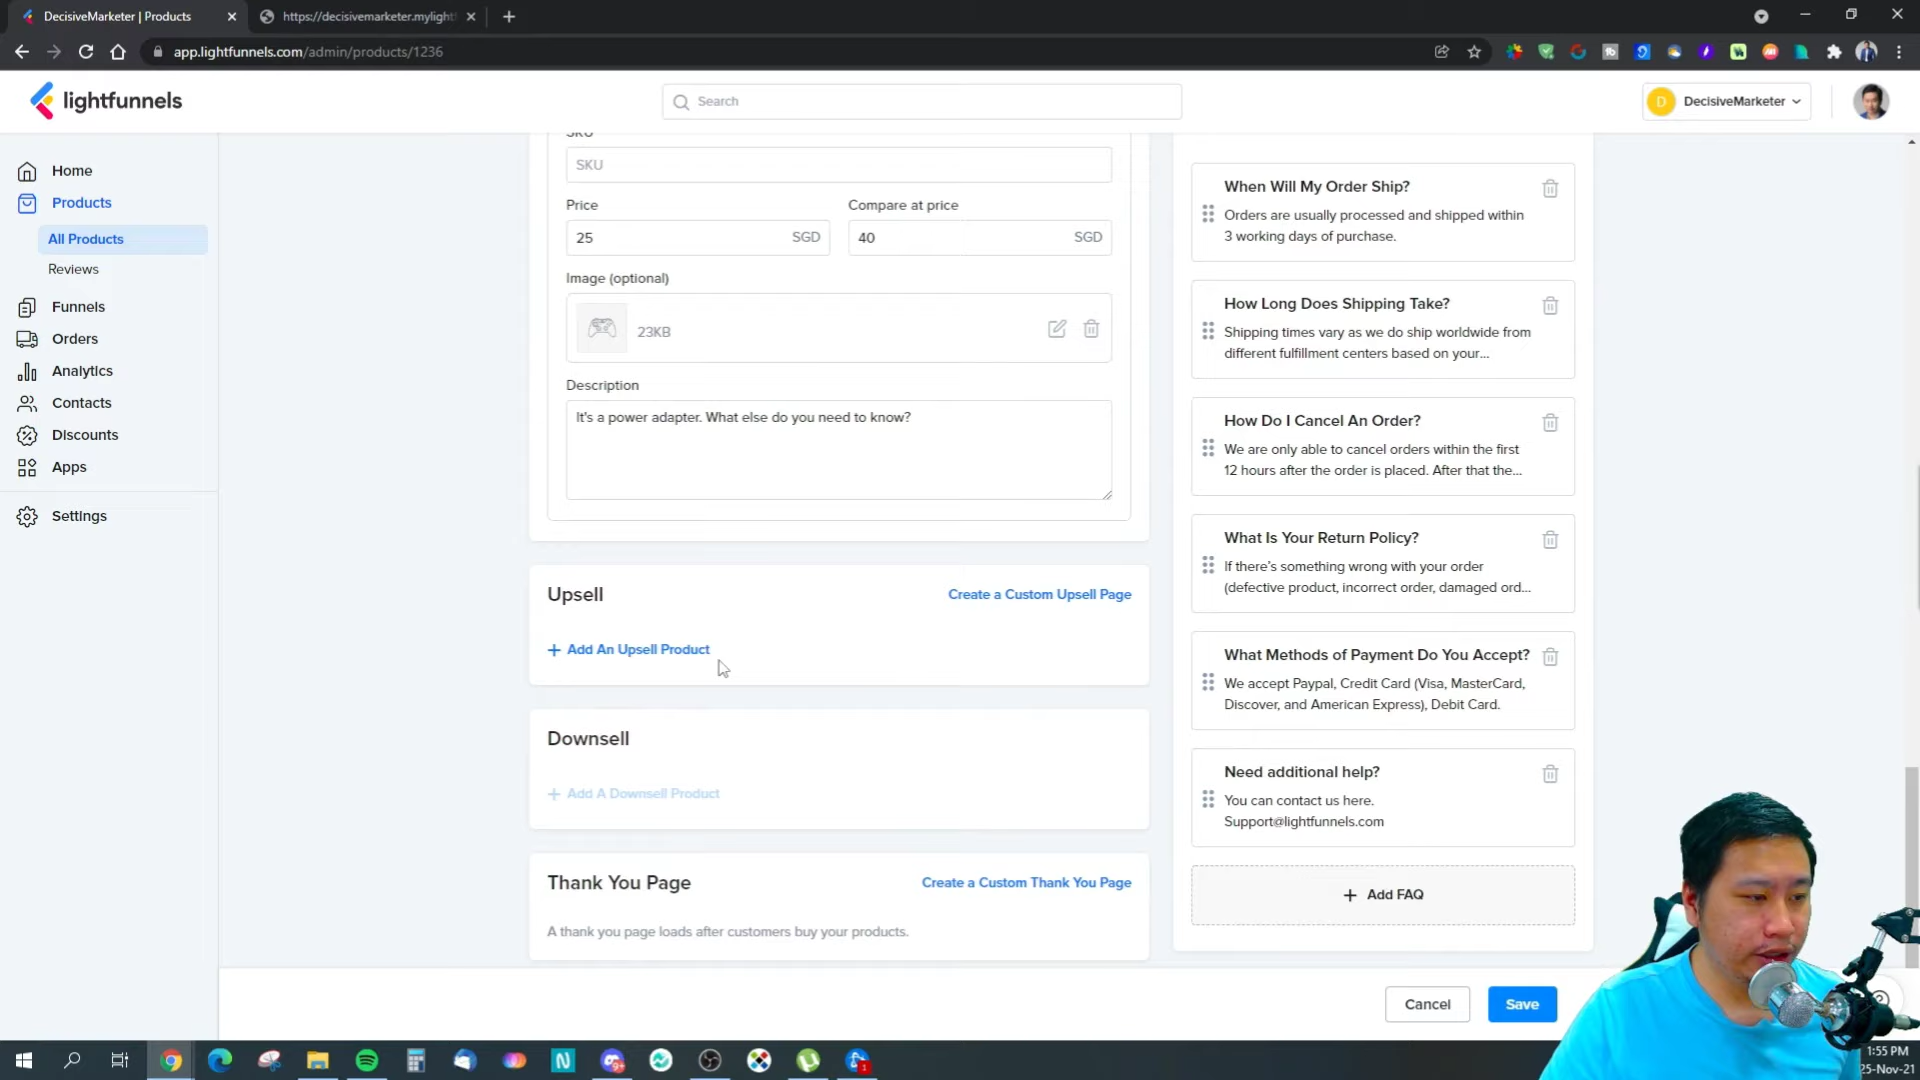 DecisiveMarketer | Products
https://decisivemarketer.mylight
app.lightfunnels.com/admin/products/1236
lightfunnels
Search
D
DecisiveMarketer
Home
Products
All Products
Reviews
Funnels
Orders
Analytics
Contacts
Discounts
Apps
Settings
SKU
SKU
Price
Compare at price
25 SGD
40 SGD
Image (optional)
23KB
Description
It's a power adapter. What else do you need to know?
Upsell
Create a Custom Upsell Page
+ Add An Upsell Product
Downsell
+ Add A Downsell Product
Thank You Page
Create a Custom Thank You Page
A thank you page loads after customers buy your products.
When Will My Order Ship?
Orders are usually processed and shipped within
3 working days of purchase.
How Long Does Shipping Take?
Shipping times vary as we do ship worldwide from
different fulfillment centers based on your...
How Do I Cancel An Order?
We are only able to cancel orders within the first
12 hours after the order is placed. After that the...
What Is Your Return Policy?
If there's something wrong with your order
(defective product, incorrect order, damaged ord...
What Methods of Payment Do You Accept?
We accept Paypal, Credit Card (Visa, MasterCard,
Discover, and American Express), Debit Card.
Need additional help?
You can contact us here.
Support@lightfunnels.com
+ Add FAQ
Cancel
Save
1:55 PM
25-Nov-21